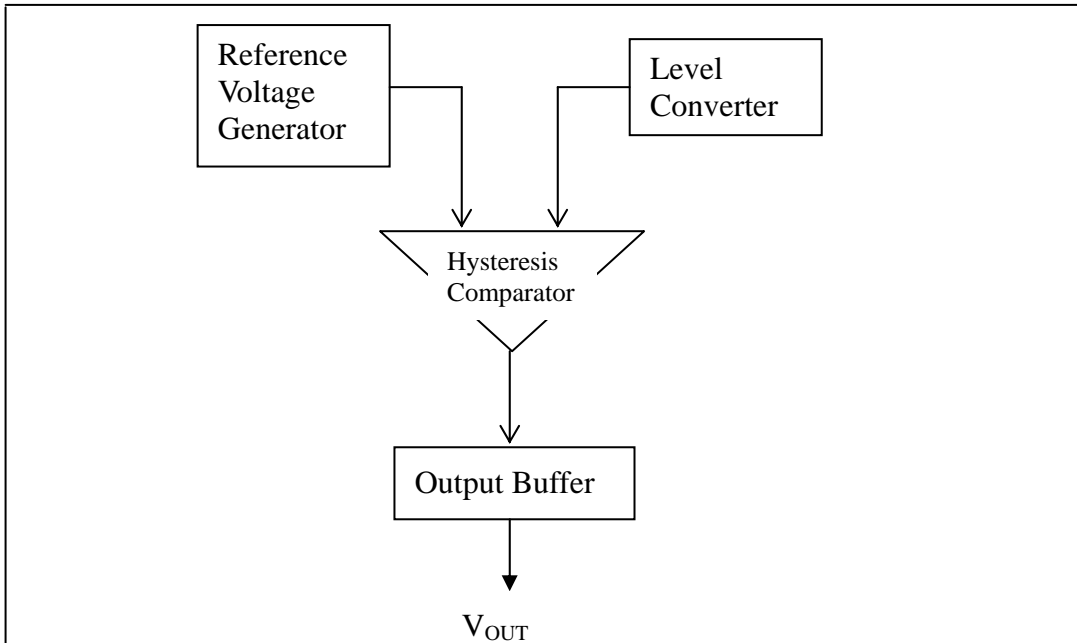 Reference
Voltage
Generator
Level
Converter
Hysteresis
Comparator
Output Buffer
VOUT